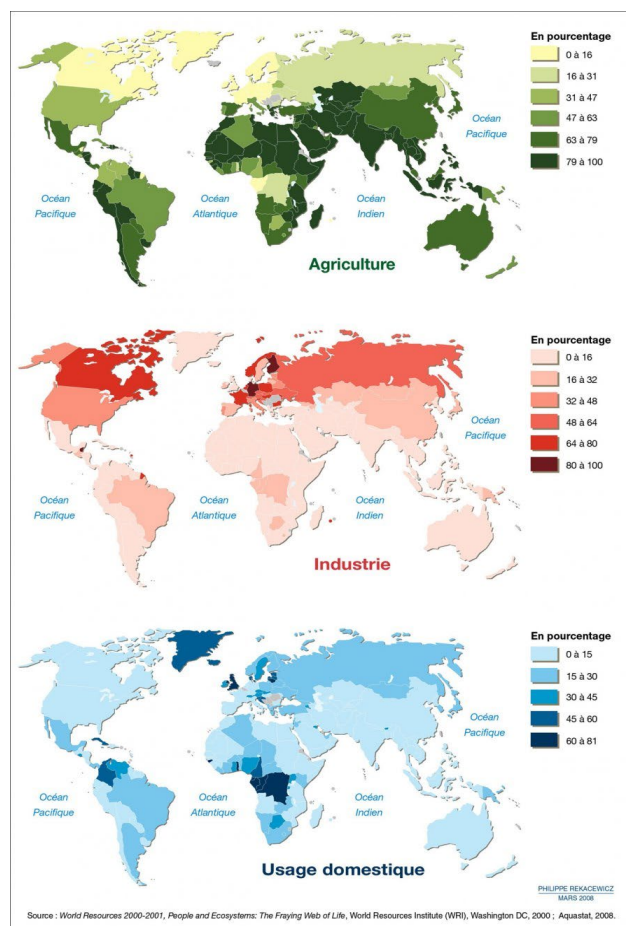 En pourcentage
0 à 16
16 à 31
31 à 47
47 à 63
63 à 79
79 à 100
Océan
Pacifique
Océan
Pacifique
Océan
Atlantique
Océan
Indien
Agriculture
En pourcentage
0 à 16
16 à 32
32 à 48
48 à 64
64 à 80
80 à 100
Océan
Pacifique
Océan
Pacifique
Océan
Atlantique
Océan
Indien
Industrie
En pourcentage
0 à 15
15 à 30
30 à 45
45 à 60
60 à 81
Océan
Pacifique
Océan
Pacifique
Océan
Atlantique
Océan
Indien
Usage domestique
PHILIPPE REKACEWICZ
MARS 2008
Source : World Resources 2000-2001, People and Ecosystems: The Fraying Web of Life, World Resources Institute (WRI), Washington DC, 2000 ; Aquastat, 2008.